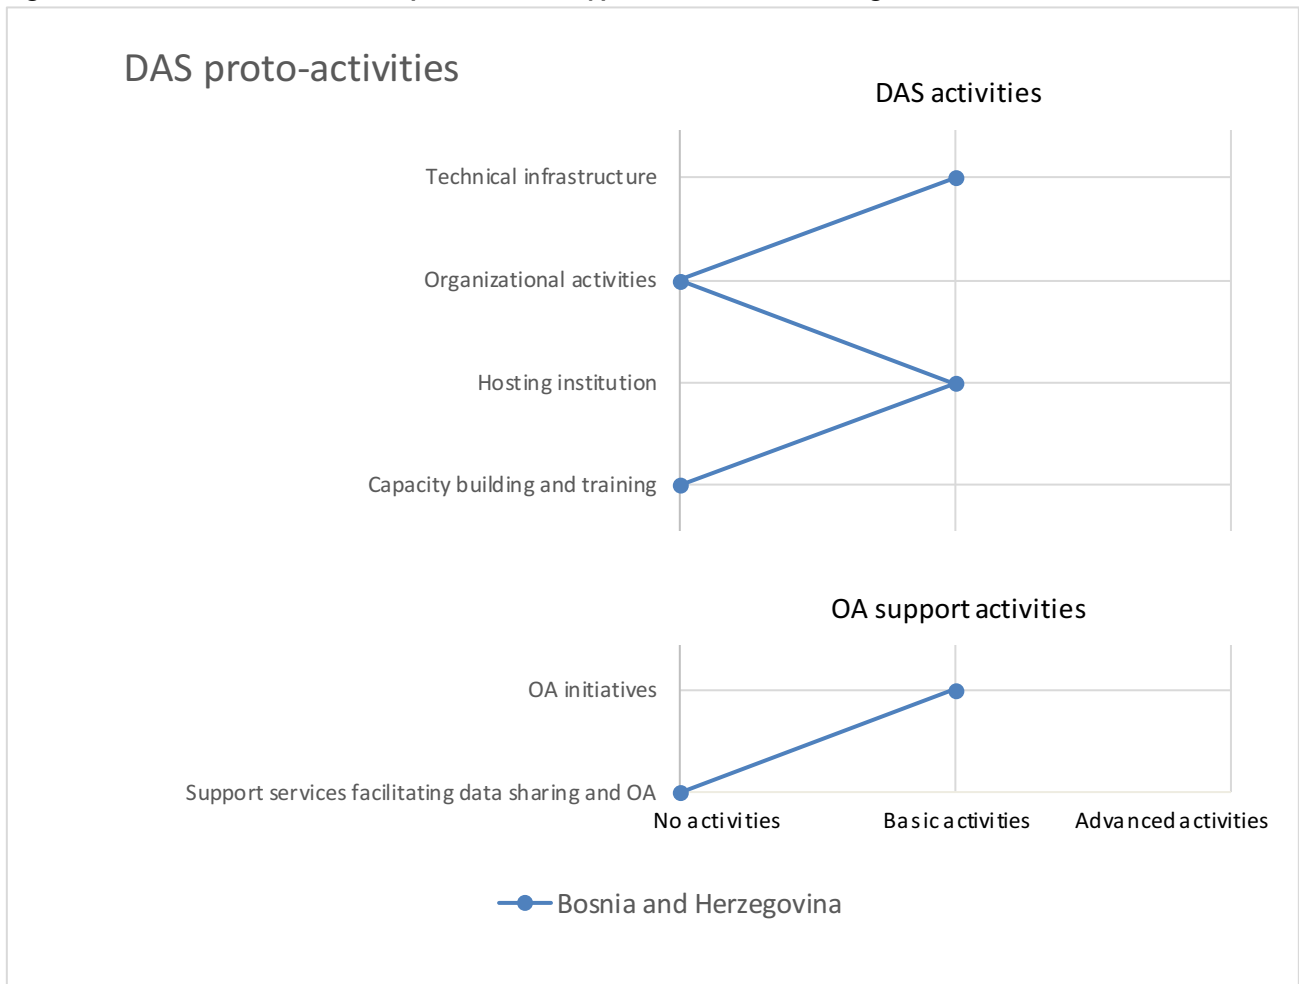 DAS proto-activities
DAS activities
Technical infrastructure
Organizational activities
Hosting institution
Capacity building and training
OA support activities
OA initiatives
Support services facilitating data sharing and OA
No activities Basic activities Advanced activities
Bosnia and Herzegovina